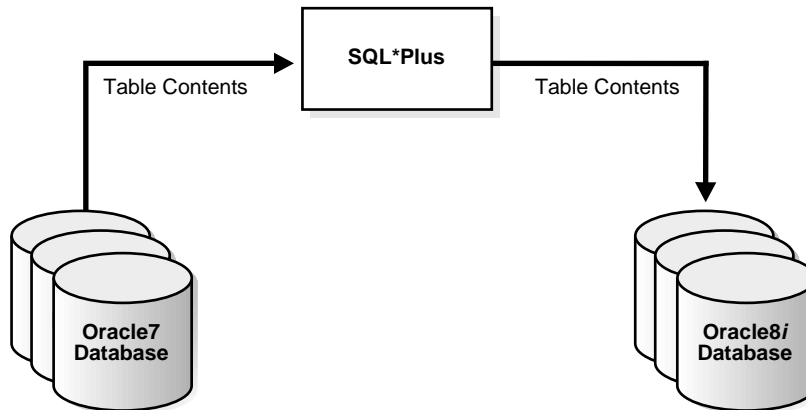 SQL*Plus
Table Contents
Table Contents
Oracle7
Database
Oracle8i
Database